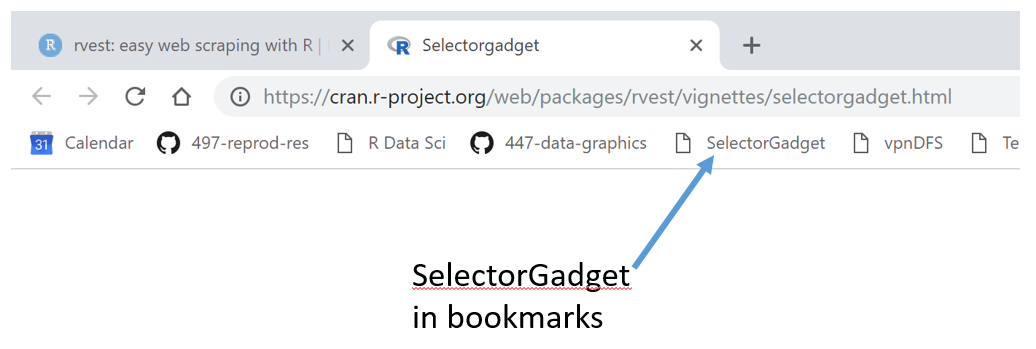 R rvest: easy web scraping with R | R Selectorgadget
https://cran.r-project.org/web/packages/rvest/vignettes/selectorgadget.html
31 Calendar 497-reprod-res R Data Sci 447-data-graphics SelectorGadget vpnDFS Te
SelectorGadget
in bookmarks